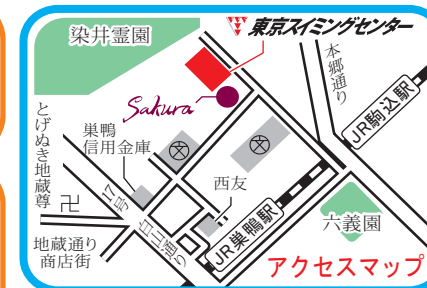 染井霊園
東京スイミングセンター
本郷通り
JR駒込駅
Sakura
とげぬき地蔵尊
巣鴨
信用金庫
西友
17号
白山通り
地蔵通り
商店街
JR巣鴨駅
六義園
アクセスマップ